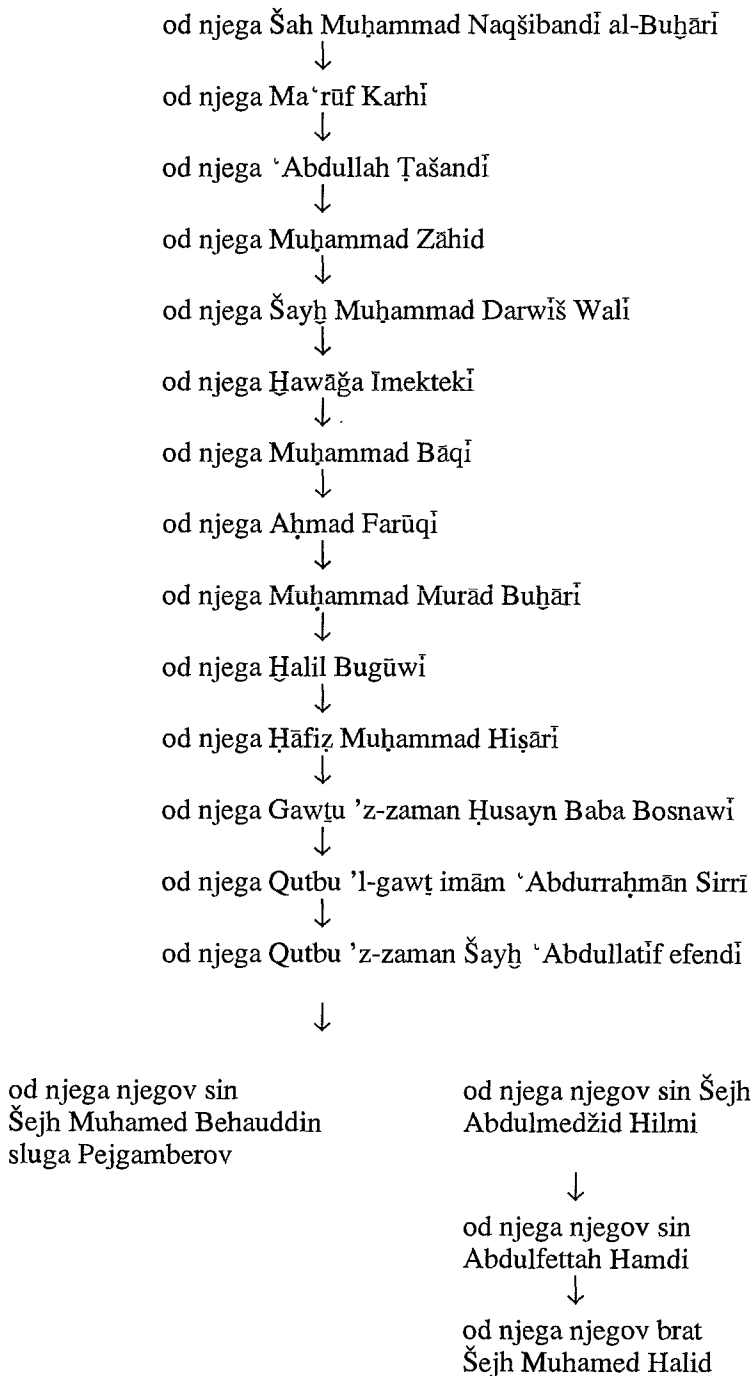 od njega Šah Muḥammad Naqšibandī al-Buḫārī
↓
od njega Ma‘rūf Karhī
↓
od njega ‘Abdullah Ṭašandī
↓
od njega Muḥammad Zāhid
↓
od njega Šayḫ Muḥammad Darwīš Walī
↓
od njega Ḫawāğa Īmektekī
↓
od njega Muḥammad Bāqī
↓
od njega Aḥmad Farūqī
↓
od njega Muḥammad Murād Buḫārī
↓
od njega Ḫalil Bugūwī
↓
od njega Ḥāfiẓ Muḥammad Hiṣārī
↓
od njega Gawṯu ’z-zaman Ḥusayn Baba Bosnawī
↓
od njega Qutbu ’l-gawṯ imām ‘Abdurraḥmān Sirrī
↓
od njega Qutbu ’z-zaman Šayḫ ‘Abdullatīf efendī
↓
od njega njegov sin
Šejh Muhamed Behauddin
sluga Pejgamberov
od njega njegov sin Šejh
Abdulmedžid Hilmi
↓
od njega njegov sin
Abdulfettah Hamdi
↓
od njega njegov brat
Šejh Muhamed Halid